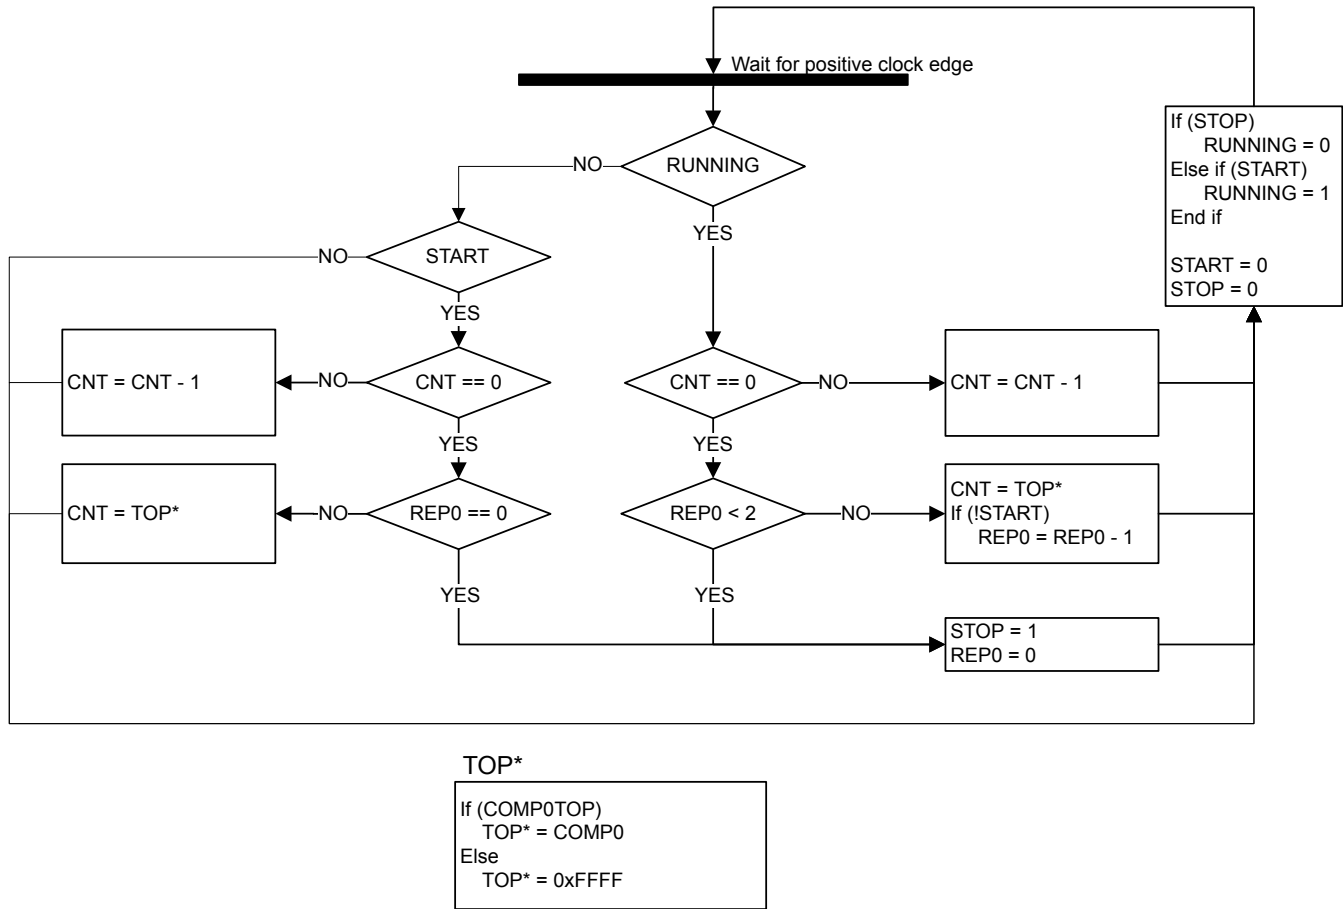 Wait for positive clock edge
If (STOP)
RUNNING = 0
Else if (START)
RUNNING = 1
End if
START = 0
STOP = 0
NO
RUNNING
YES
NO
START
YES
CNT = CNT - 1
NO
CNT == 0
CNT == 0
NO
CNT = CNT - 1
YES
YES
CNT = TOP*
NO
REP0 == 0
REP0 < 2
NO
CNT = TOP*
If (!START)
REP0 = REP0 - 1
YES
YES
STOP = 1
REP0 = 0
TOP*
If (COMP0TOP)
TOP* = COMP0
Else
TOP* = 0xFFFF